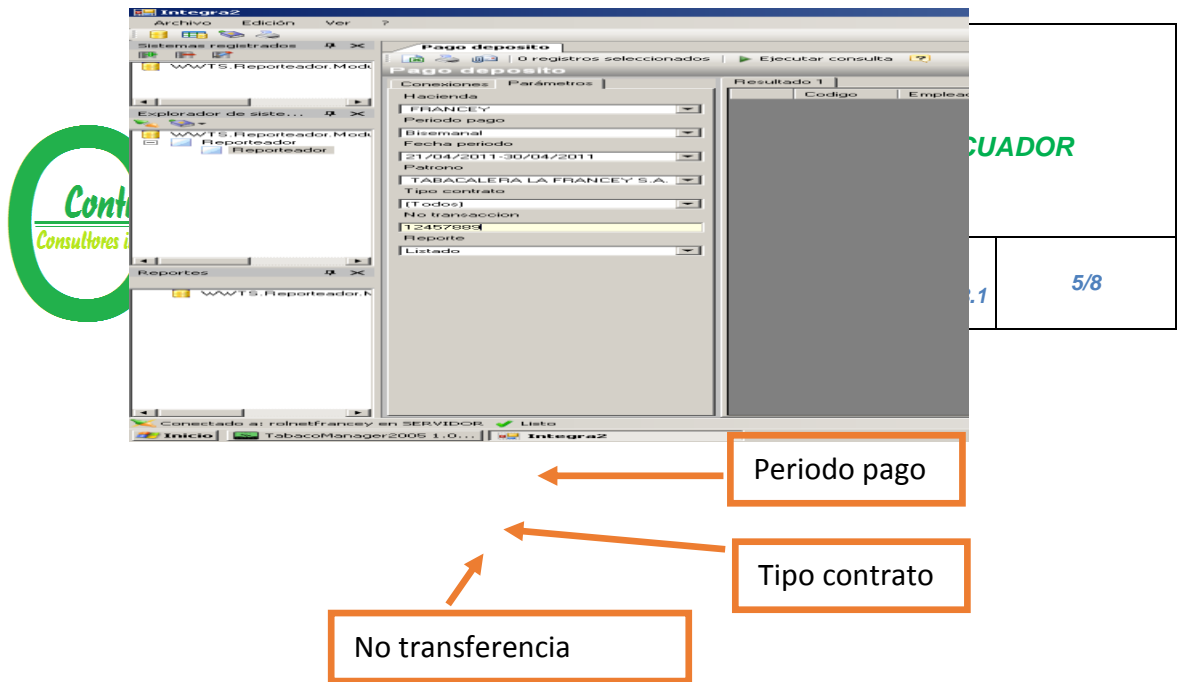 Integra2
Archivo Edición Ver ?
Sistemas registrados
WWTS.Reporteador.Modu
Explorador de siste...
WWTS.Reporteador.Modu
Reporteador
Reporteador
Reportes
WWTS.Reporteador.M
Pago deposito
0 registros seleccionados Ejecutar consulta
Pago deposito
Conexiones Parámetros
Hacienda
FRANCEY
Periodo pago
Bisemanal
Fecha periodo
21/04/2011-30/04/2011
Patrono
TABACALERA LA FRANCEY S.A.
Tipo contrato
(Todos)
No transaccion
12457889
Reporte
Listado
Resultado 1
Codigo Emplead
Conectado a: rolnetfrancey en SERVIDOR Listo
Inicio TabacoManager2005 1.0... Integra2
CUADOR
Cont
Consultores i
.1
5/8
Periodo pago
Tipo contrato
No transferencia